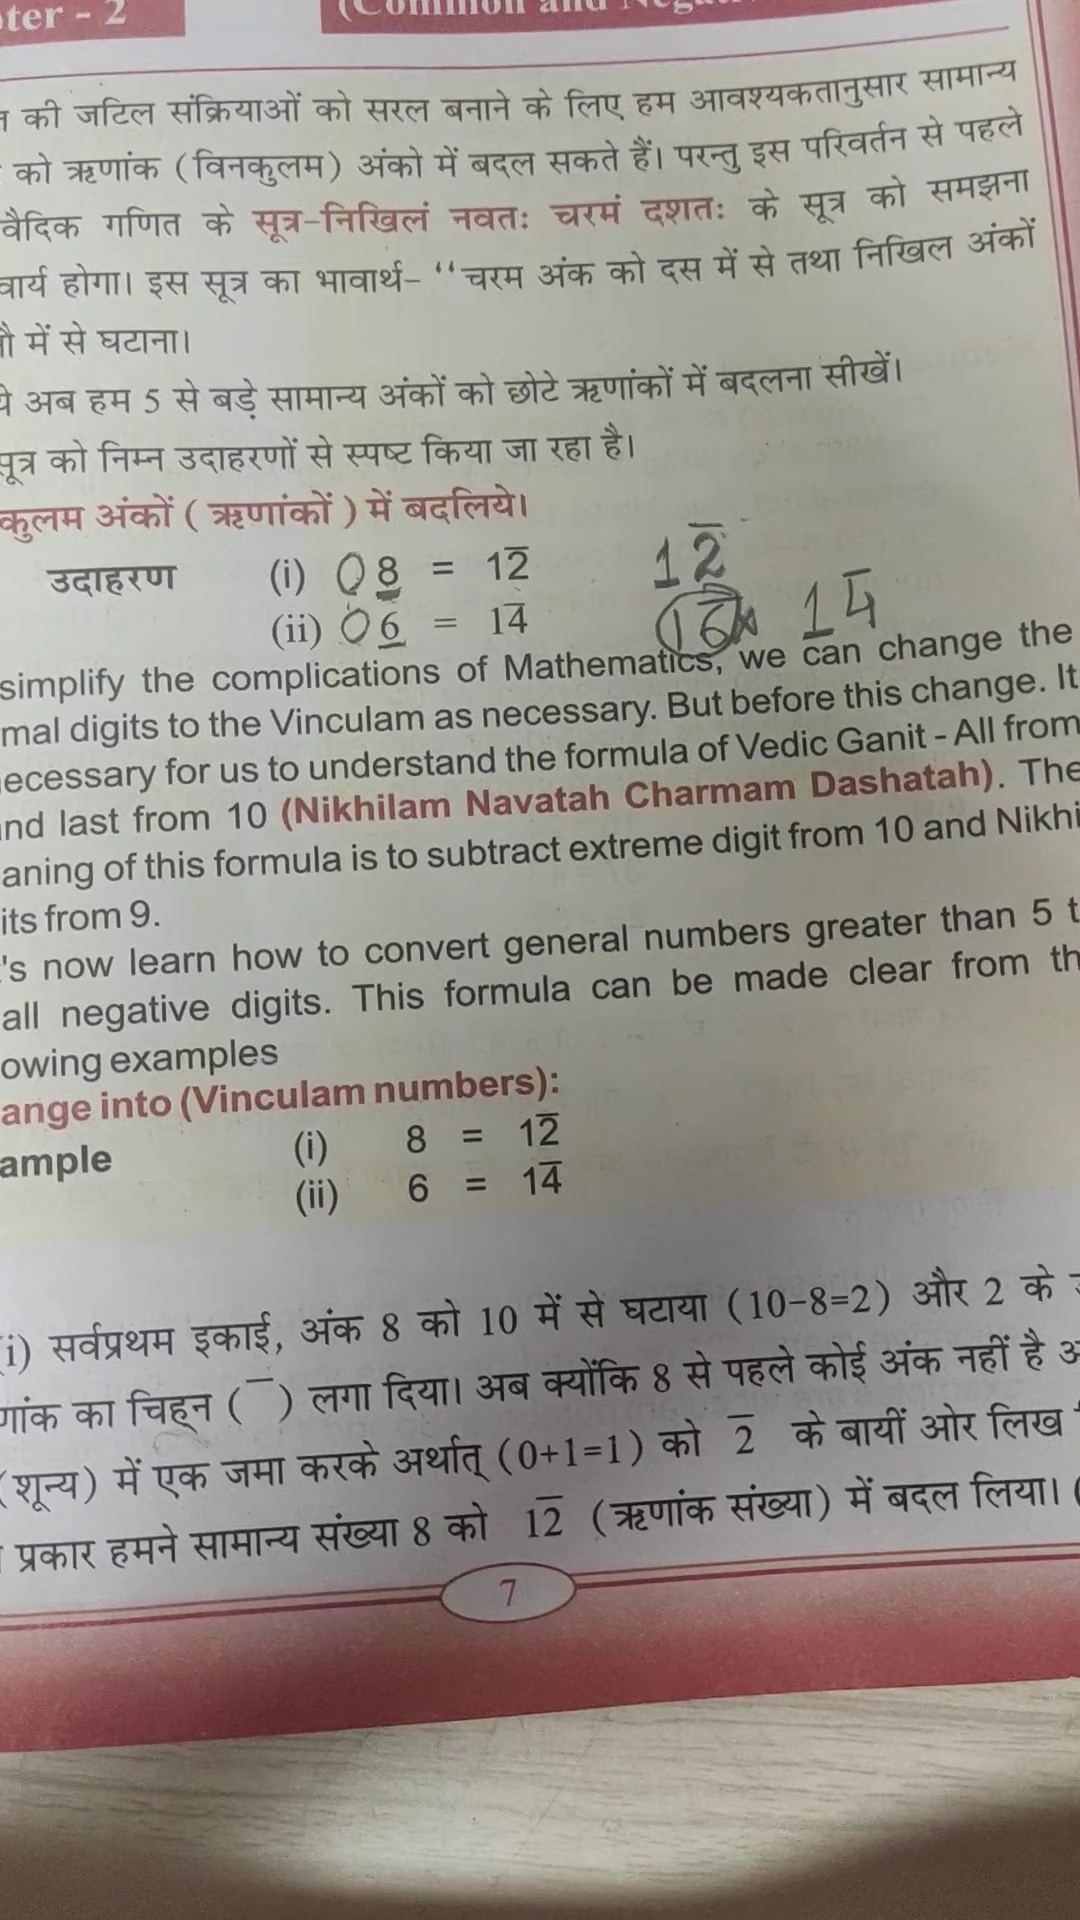 ter - 2
(Common and
की जटिल संक्रियाओं को सरल बनाने के लिए हम आवश्यकतानुसार सामान्य
को ऋणांक (विनकुलम) अंको में बदल सकते हैं। परन्तु इस परिवर्तन से पहले
वैदिक गणित के सूत्र-निखिलं नवतः चरमं दशतः के सूत्र को समझना
वार्य होगा। इस सूत्र का भावार्थ- “चरम अंक को दस में से तथा निखिल अंकों
में से घटाना।
अब हम 5 से बड़े सामान्य अंकों को छोटे ऋणांकों में बदलना सीखें।
सूत्र को निम्न उदाहरणों से स्पष्ट किया जा रहा है।
कुलम अंकों ( ऋणांकों ) में बदलिये।
उदाहरण (i) 0 8 = 12̅ 12̅
(ii) 0 6 = 14̅ 14̅
simplify the complications of Mathematics, we can change the
mal digits to the Vinculam as necessary. But before this change. It
ecessary for us to understand the formula of Vedic Ganit - All from
nd last from 10 (Nikhilam Navatah Charmam Dashatah). The
aning of this formula is to subtract extreme digit from 10 and Nikhi
its from 9.
's now learn how to convert general numbers greater than 5 t
all negative digits. This formula can be made clear from th
owing examples
ange into (Vinculam numbers):
ample (i) 8 = 12̅
(ii) 6 = 14̅
(i) सर्वप्रथम इकाई, अंक 8 को 10 में से घटाया (10-8=2) और 2 के
णांक का चिह्न ( ¯ ) लगा दिया। अब क्योंकि 8 से पहले कोई अंक नहीं है
(शून्य) में एक जमा करके अर्थात् (0+1=1) को 2̅ के बायीं ओर लिख
प्रकार हमने सामान्य संख्या 8 को 12̅ (ऋणांक संख्या) में बदल लिया। (
7